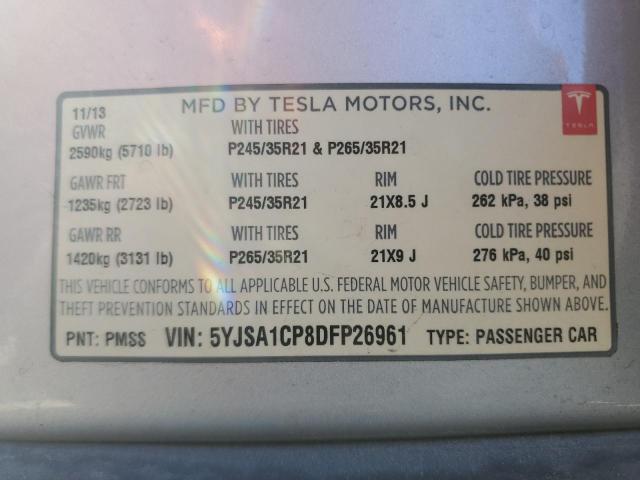 11/13 MFD BY TESLA MOTORS, INC.
TESLA
GVWR WITH TIRES
2590kg (5710 lb) P245/35R21 & P265/35R21
GAWR FRT WITH TIRES RIM COLD TIRE PRESSURE
1235kg (2723 lb) P245/35R21 21X8.5 J 262 kPa, 38 psi
GAWR RR WITH TIRES RIM COLD TIRE PRESSURE
1420kg (3131 lb) P265/35R21 21X9 J 276 kPa, 40 psi
THIS VEHICLE CONFORMS TO ALL APPLICABLE U.S. FEDERAL MOTOR VEHICLE SAFETY, BUMPER, AND
THEFT PREVENTION STANDARDS IN EFFECT ON THE DATE OF MANUFACTURE SHOWN ABOVE.
PNT: PMSS VIN: 5YJSA1CP8DFP26961 TYPE: PASSENGER CAR